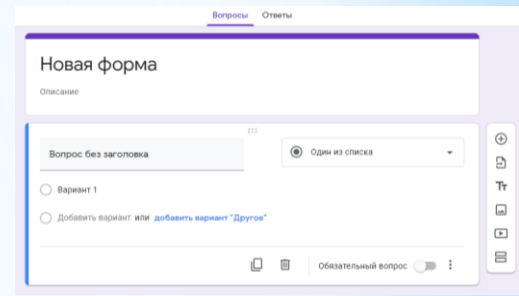 Вопросы Ответы
Новая форма
Описание
Вопрос без заголовка
Один из списка
Вариант 1
Добавить вариант или добавить вариант "Другое"
Обязательный вопрос
Тт